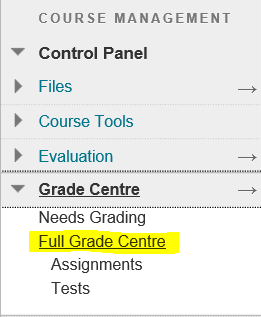 COURSE MANAGEMENT
Control Panel
Files
Course Tools
Evaluation
Grade Centre
Needs Grading
Full Grade Centre
Assignments
Tests